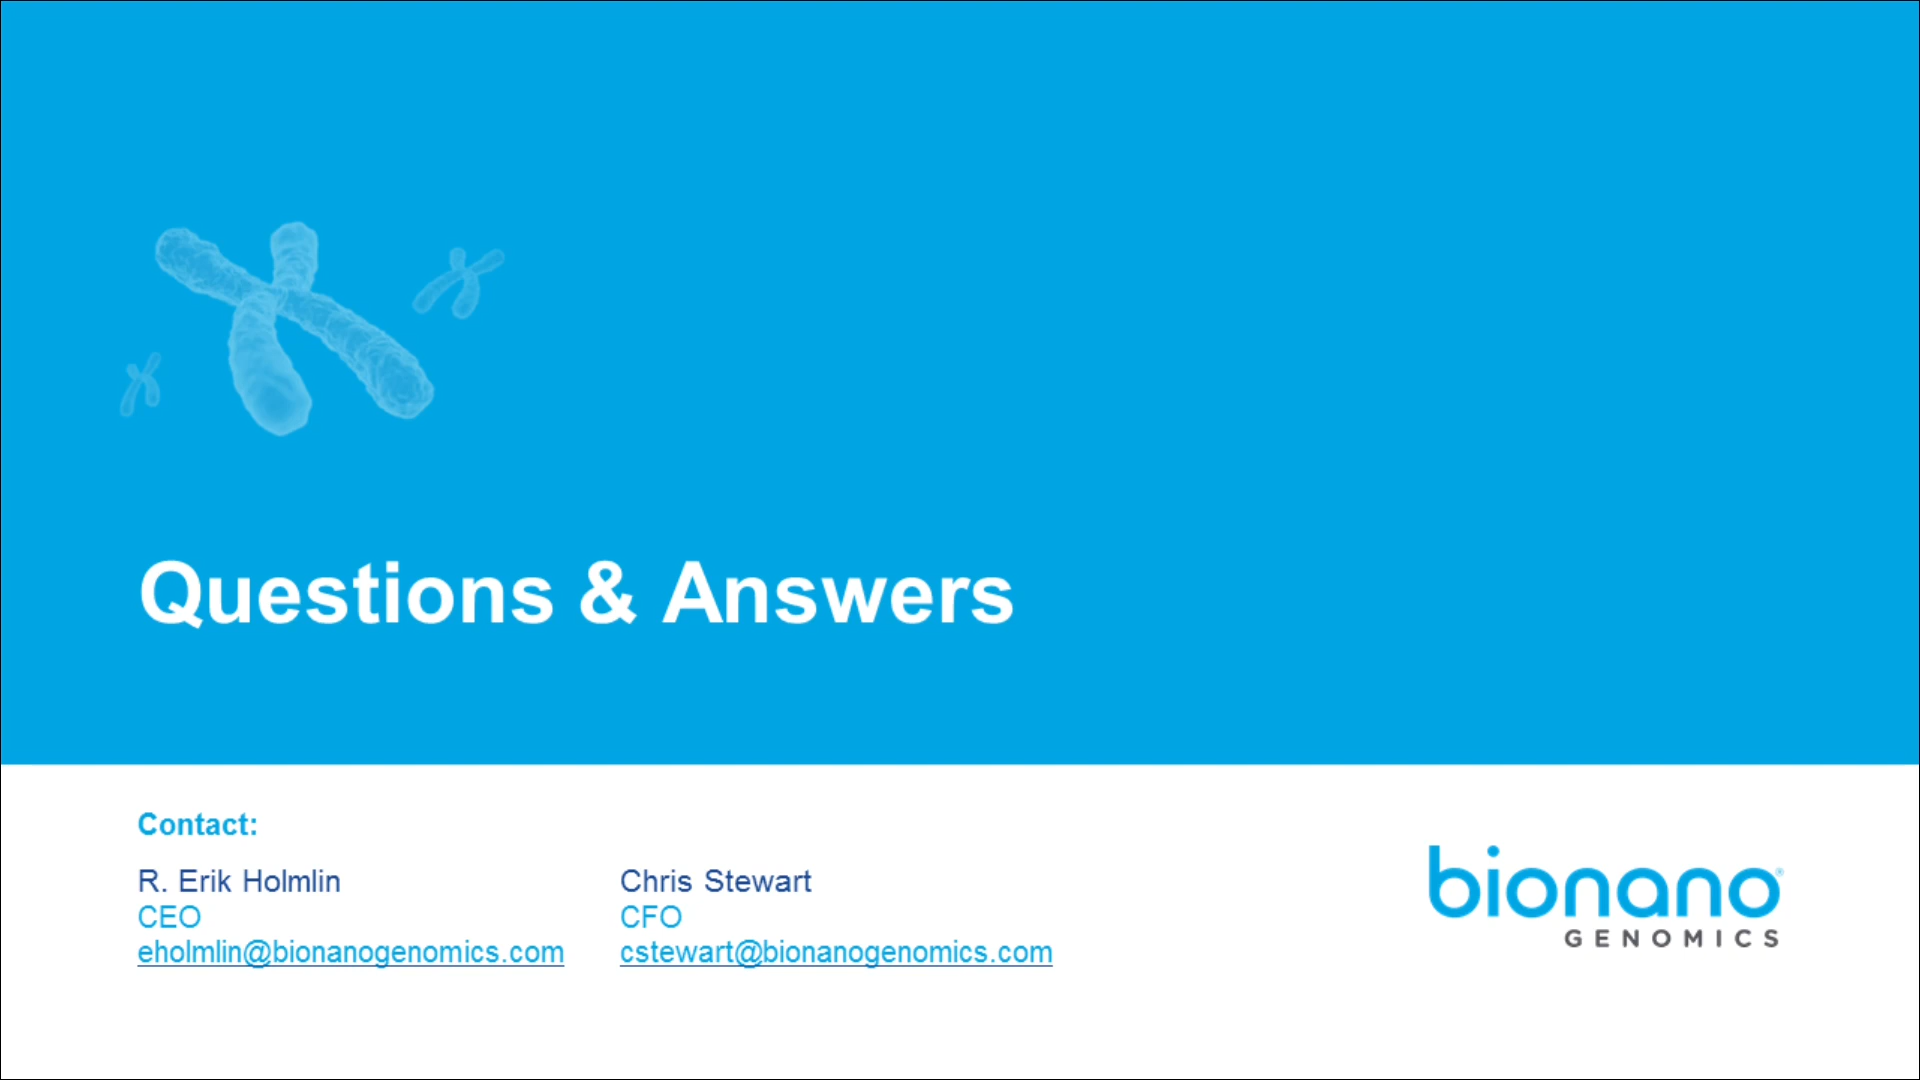 Questions & Answers
Contact:
R. Erik Holmlin
CEO
eholmlin@bionanogenomics.com
Chris Stewart
CFO
cstewart@bionanogenomics.com
bionano®
GENOMICS